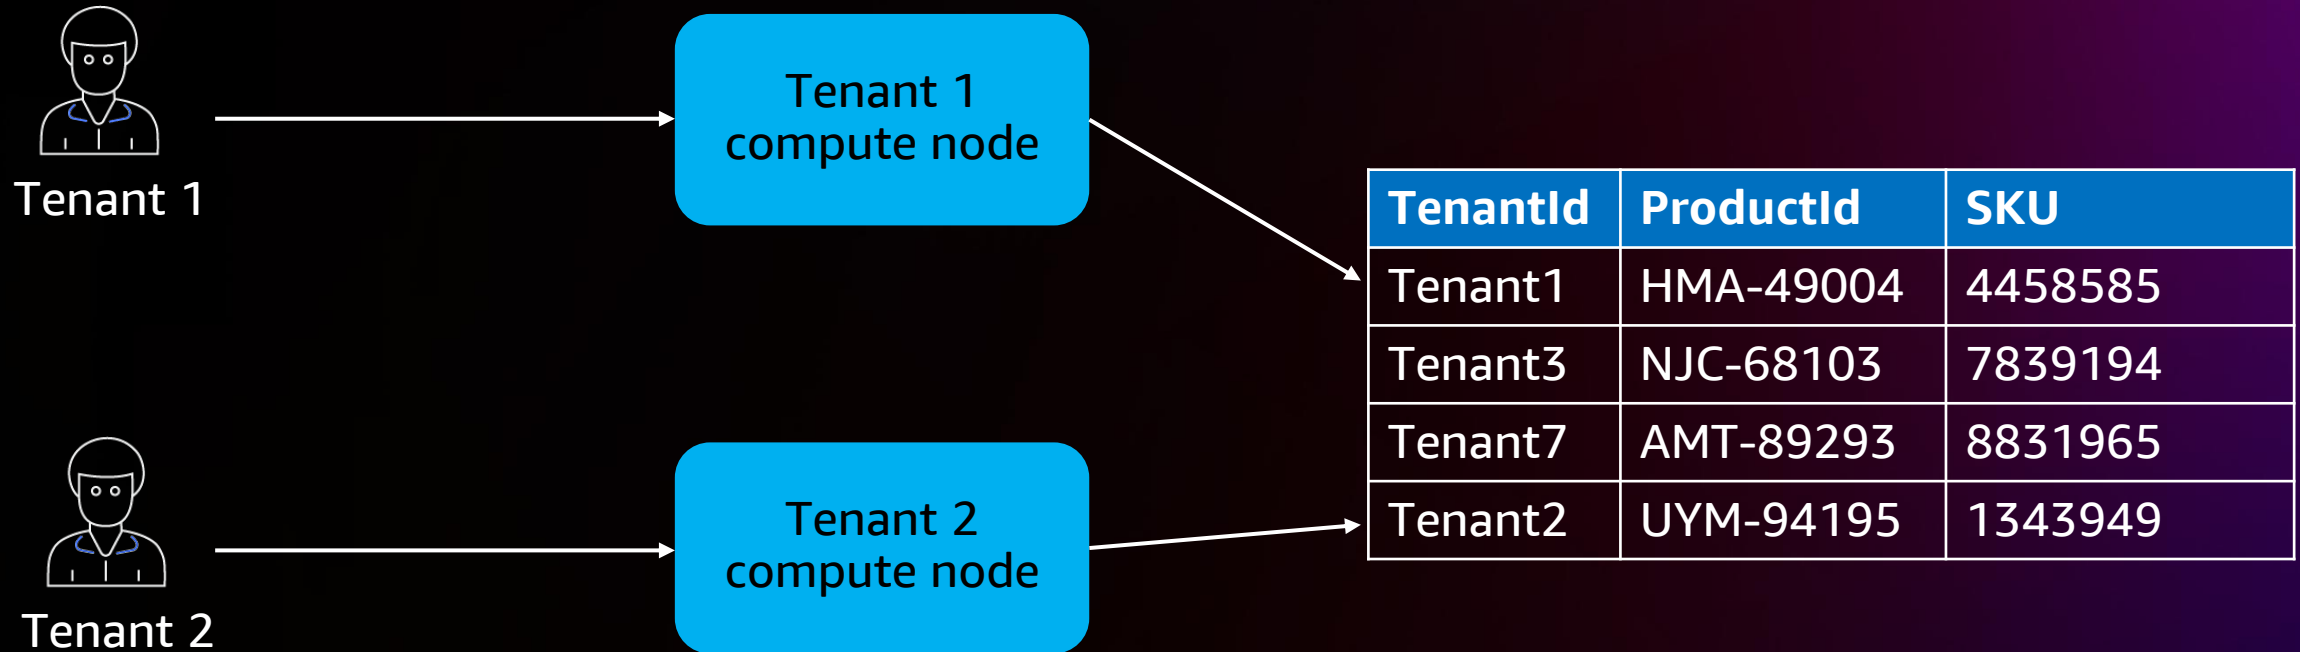 Tenant 1
Tenant 1
compute node
Tenant 2
Tenant 2
compute node
TenantId ProductId SKU
Tenant1 HMA-49004 4458585
Tenant3 NJC-68103 7839194
Tenant7 AMT-89293 8831965
Tenant2 UYM-94195 1343949